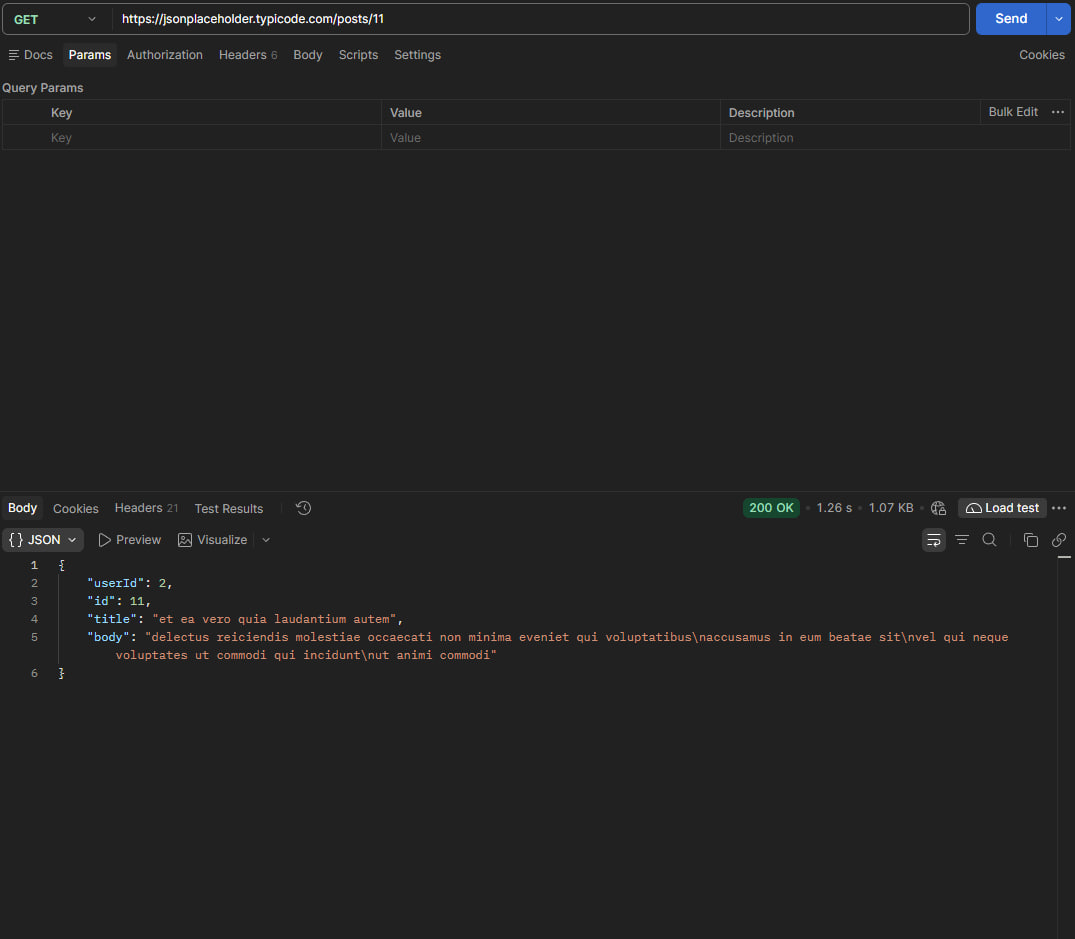 GET https://jsonplaceholder.typicode.com/posts/11 Send
Docs Params Authorization Headers 6 Body Scripts Settings Cookies
Query Params
Key Value Description Bulk Edit
Key Value Description
Body Cookies Headers 21 Test Results 200 OK 1.26 s 1.07 KB Load test
{} JSON Preview Visualize
1 {
2 "userId": 2,
3 "id": 11,
4 "title": "et ea vero quia laudantium autem",
5 "body": "delectus reiciendis molestiae occaecati non minima eveniet qui voluptatibus\naccusamus in eum beatae sit\nvel qui neque
voluptates ut commodi qui incidunt\nut animi commodi"
6 }